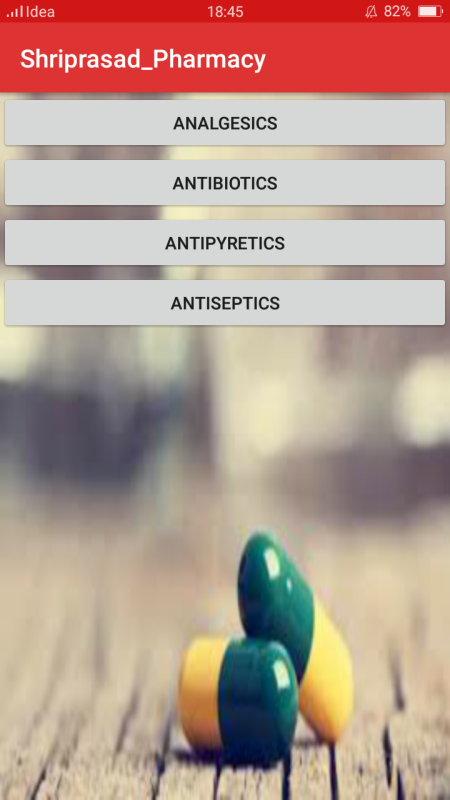 Idea 18:45 82%
Shriprasad_Pharmacy
ANALGESICS
ANTIBIOTICS
ANTIPYRETICS
ANTISEPTICS